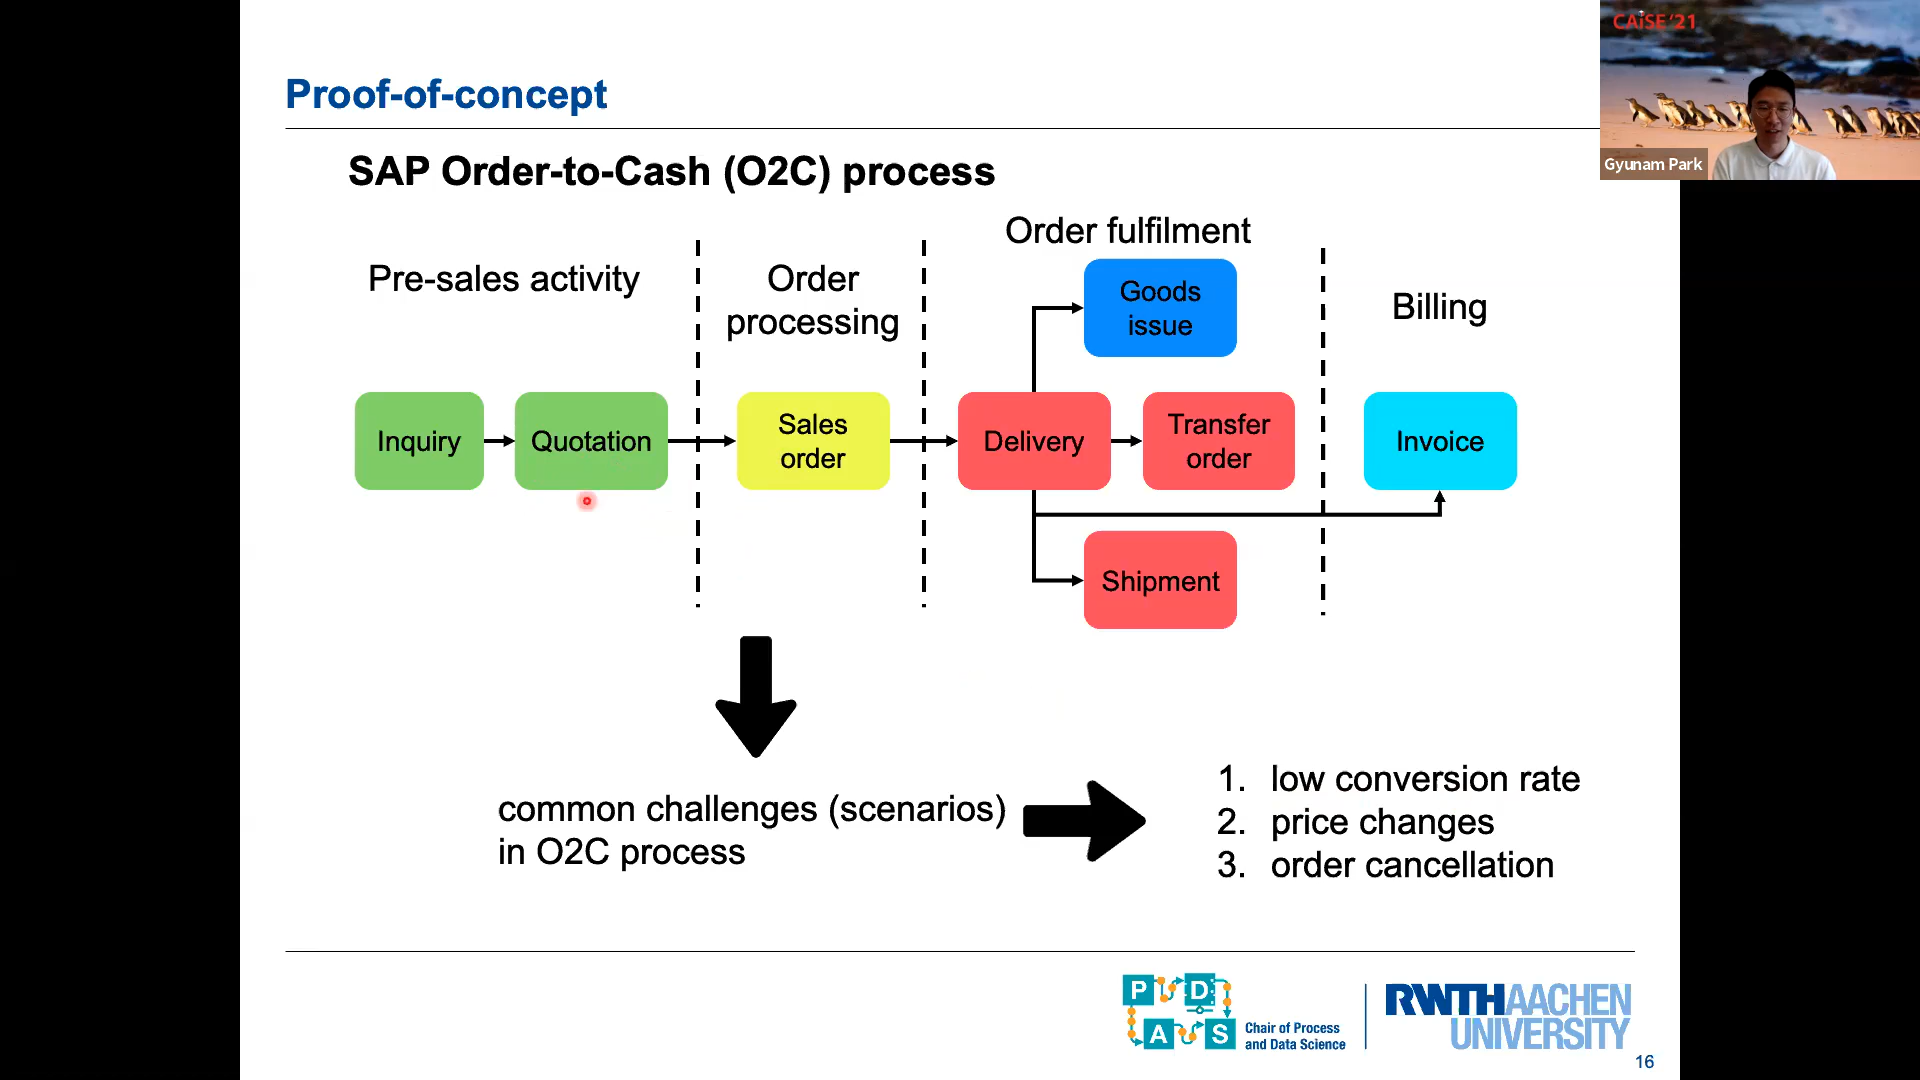 CAiSE'21
Gyunam Park
Proof-of-concept
SAP Order-to-Cash (O2C) process
Pre-sales activity
Order
processing
Order fulfilment
Billing
Inquiry
Quotation
Sales
order
Delivery
Goods
issue
Transfer
order
Shipment
Invoice
common challenges (scenarios)
in O2C process
1. low conversion rate
2. price changes
3. order cancellation
P D
A S
Chair of Process
and Data Science
RWTHAACHEN
UNIVERSITY
16